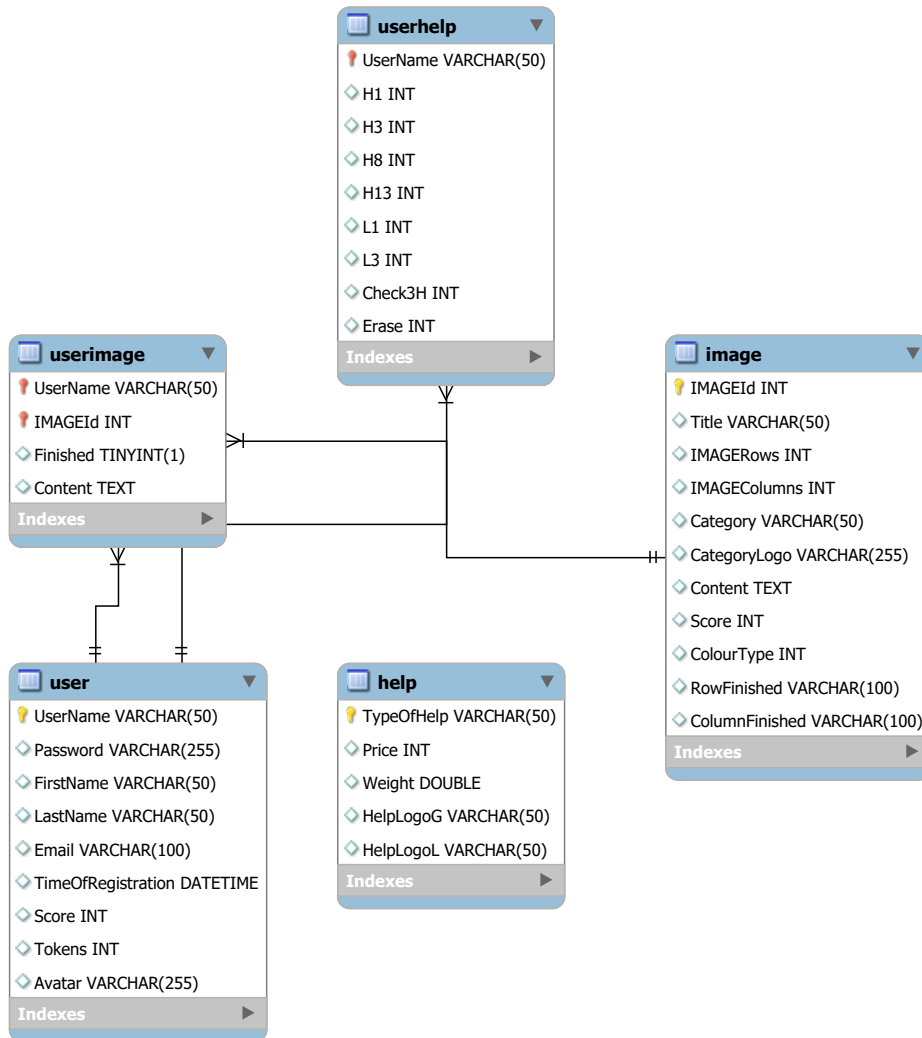 userhelp
UserName VARCHAR(50)
H1 INT
H3 INT
H8 INT
H13 INT
L1 INT
L3 INT
Check3H INT
Erase INT
Indexes
userimage
UserName VARCHAR(50)
IMAGEId INT
Finished TINYINT(1)
Content TEXT
Indexes
image
IMAGEId INT
Title VARCHAR(50)
IMAGERows INT
IMAGEColumns INT
Category VARCHAR(50)
CategoryLogo VARCHAR(255)
Content TEXT
Score INT
ColourType INT
RowFinished VARCHAR(100)
ColumnFinished VARCHAR(100)
Indexes
user
UserName VARCHAR(50)
Password VARCHAR(255)
FirstName VARCHAR(50)
LastName VARCHAR(50)
Email VARCHAR(100)
TimeOfRegistration DATETIME
Score INT
Tokens INT
Avatar VARCHAR(255)
Indexes
help
TypeOfHelp VARCHAR(50)
Price INT
Weight DOUBLE
HelpLogoG VARCHAR(50)
HelpLogoL VARCHAR(50)
Indexes